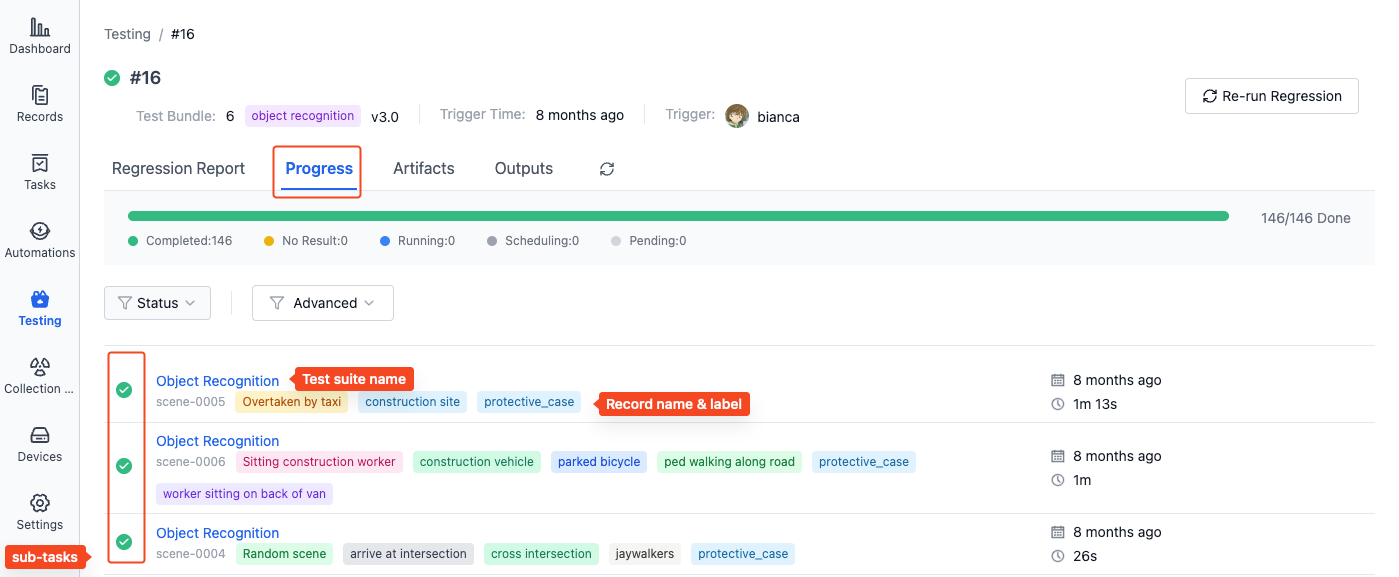 Dashboard
Records
Tasks
Automations
Testing
Collection ...
Devices
Settings
sub-tasks
Testing / #16
#16
Re-run Regression
Test Bundle: 6 object recognition v3.0 Trigger Time: 8 months ago Trigger: bianca
Regression Report Progress Artifacts Outputs
146/146 Done
Completed:146 No Result:0 Running:0 Scheduling:0 Pending:0
Status Advanced
Object Recognition Test suite name 8 months ago
scene-0005 Overtaken by taxi construction site protective_case Record name & label 1m 13s
Object Recognition
scene-0006 Sitting construction worker construction vehicle parked bicycle ped walking along road protective_case 8 months ago
worker sitting on back of van 1m
Object Recognition 8 months ago
scene-0004 Random scene arrive at intersection cross intersection jaywalkers protective_case 26s